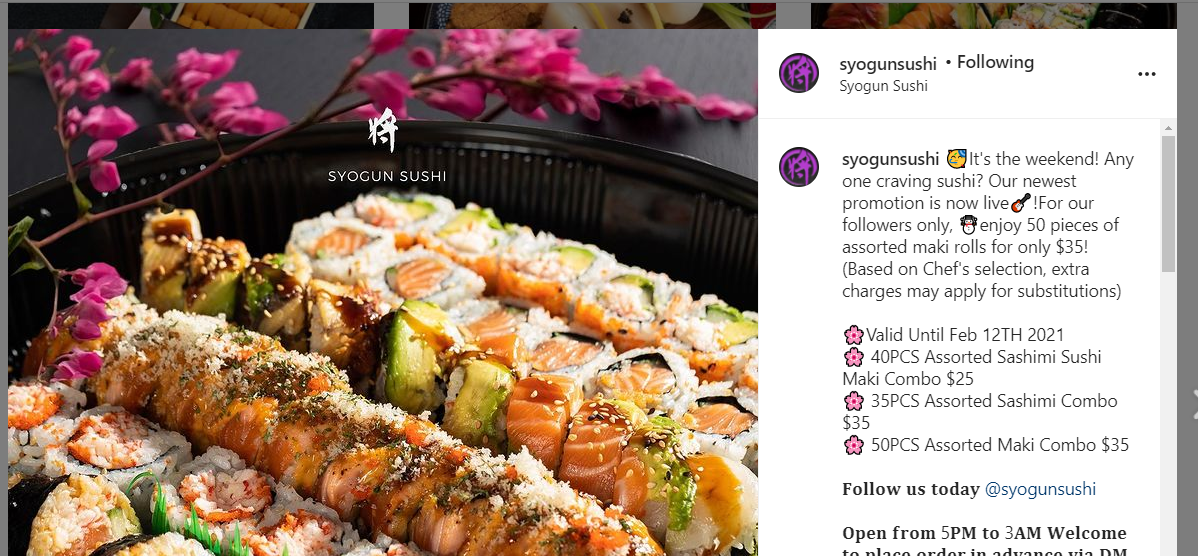 将
SYOGUN SUSHI
将
syogunsushi • Following
Syogun Sushi
...
将
syogunsushi 🥳It's the weekend! Any
one craving sushi? Our newest
promotion is now live🎸!For our
followers only, ☃️enjoy 50 pieces of
assorted maki rolls for only $35!
(Based on Chef's selection, extra
charges may apply for substitutions)
🌸Valid Until Feb 12TH 2021
🌸 40PCS Assorted Sashimi Sushi
Maki Combo $25
🌸 35PCS Assorted Sashimi Combo
$35
🌸 50PCS Assorted Maki Combo $35
Follow us today @syogunsushi
Open from 5PM to 3AM Welcome
to place order in advance via DM